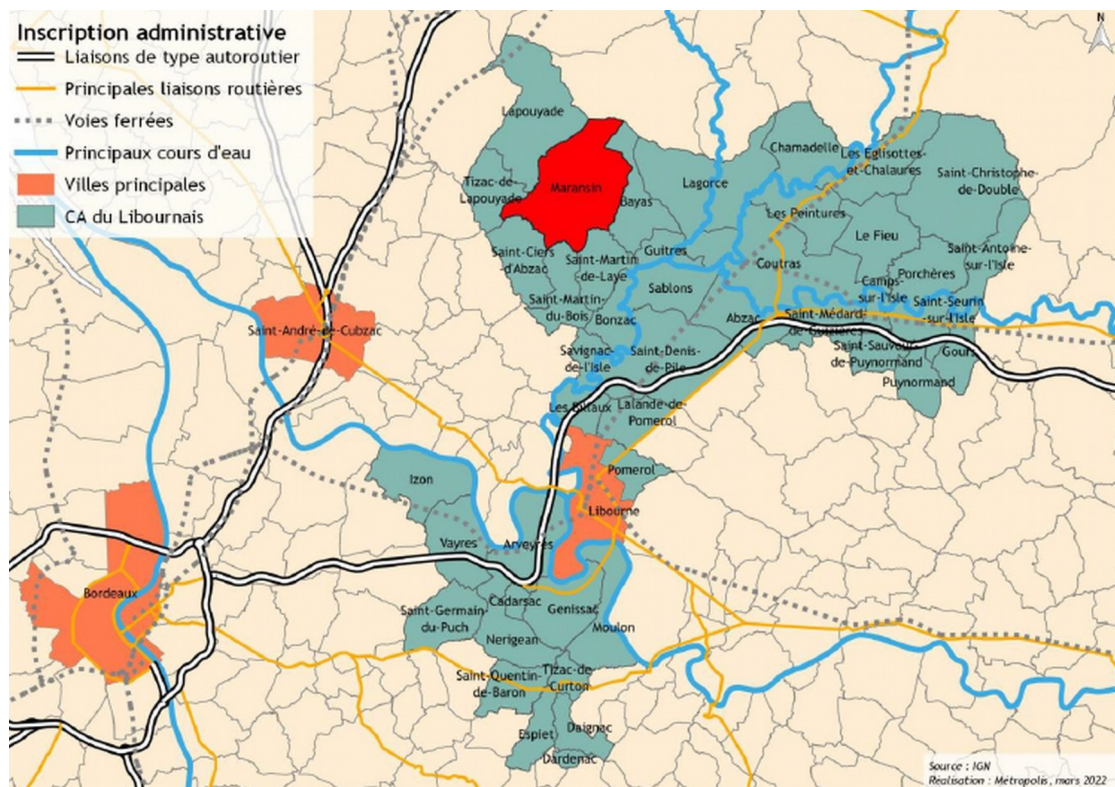 Inscription administrative
Liaisons de type autoroutier
Principales liaisons routières
Voies ferrées
Principaux cours d'eau
Villes principales
CA du Libournais
N
Lapouyade
Maransin
Tizac-de-
Lapouyade
Bayas
Lagorce
Chamadelle
Les Eglisottes-
et-Chalaures
Saint-Christophe-
de-Double
Les Peintures
Le Fieu
Saint-Ciers
d'Abzac
Saint-Martin
de-Laye
Guitres
Coutras
Saint-Antoine-
sur-l'Isle
Porchères
Camps-
sur-l'Isle
Saint-Seurin
-sur-l'Isle
Sablons
Saint-Martin-
du-Bois
Bonzac
Abzac
Saint-Médard-
de-Guizières
Saint-André-de-Cubzac
Savignac-
de-l'Isle
Saint-Denis-
de-Pile
Saint-Sauveur-
de-Puynormand
Gours
Puynormand
Les Billaux
Lalande-de-
Pomerol
Pomerol
Izon
Libourne
Vayres
Arveyres
Bordeaux
Cadarsac
Saint-Germain-
du-Puch
Genissac
Moulon
Nerigean
Saint-Quentin-
de-Baron
Tizac-de-
Curton
Espiet
Daignac
Dardenac
Source : IGN
Réalisation : Métropolis, mars 2022